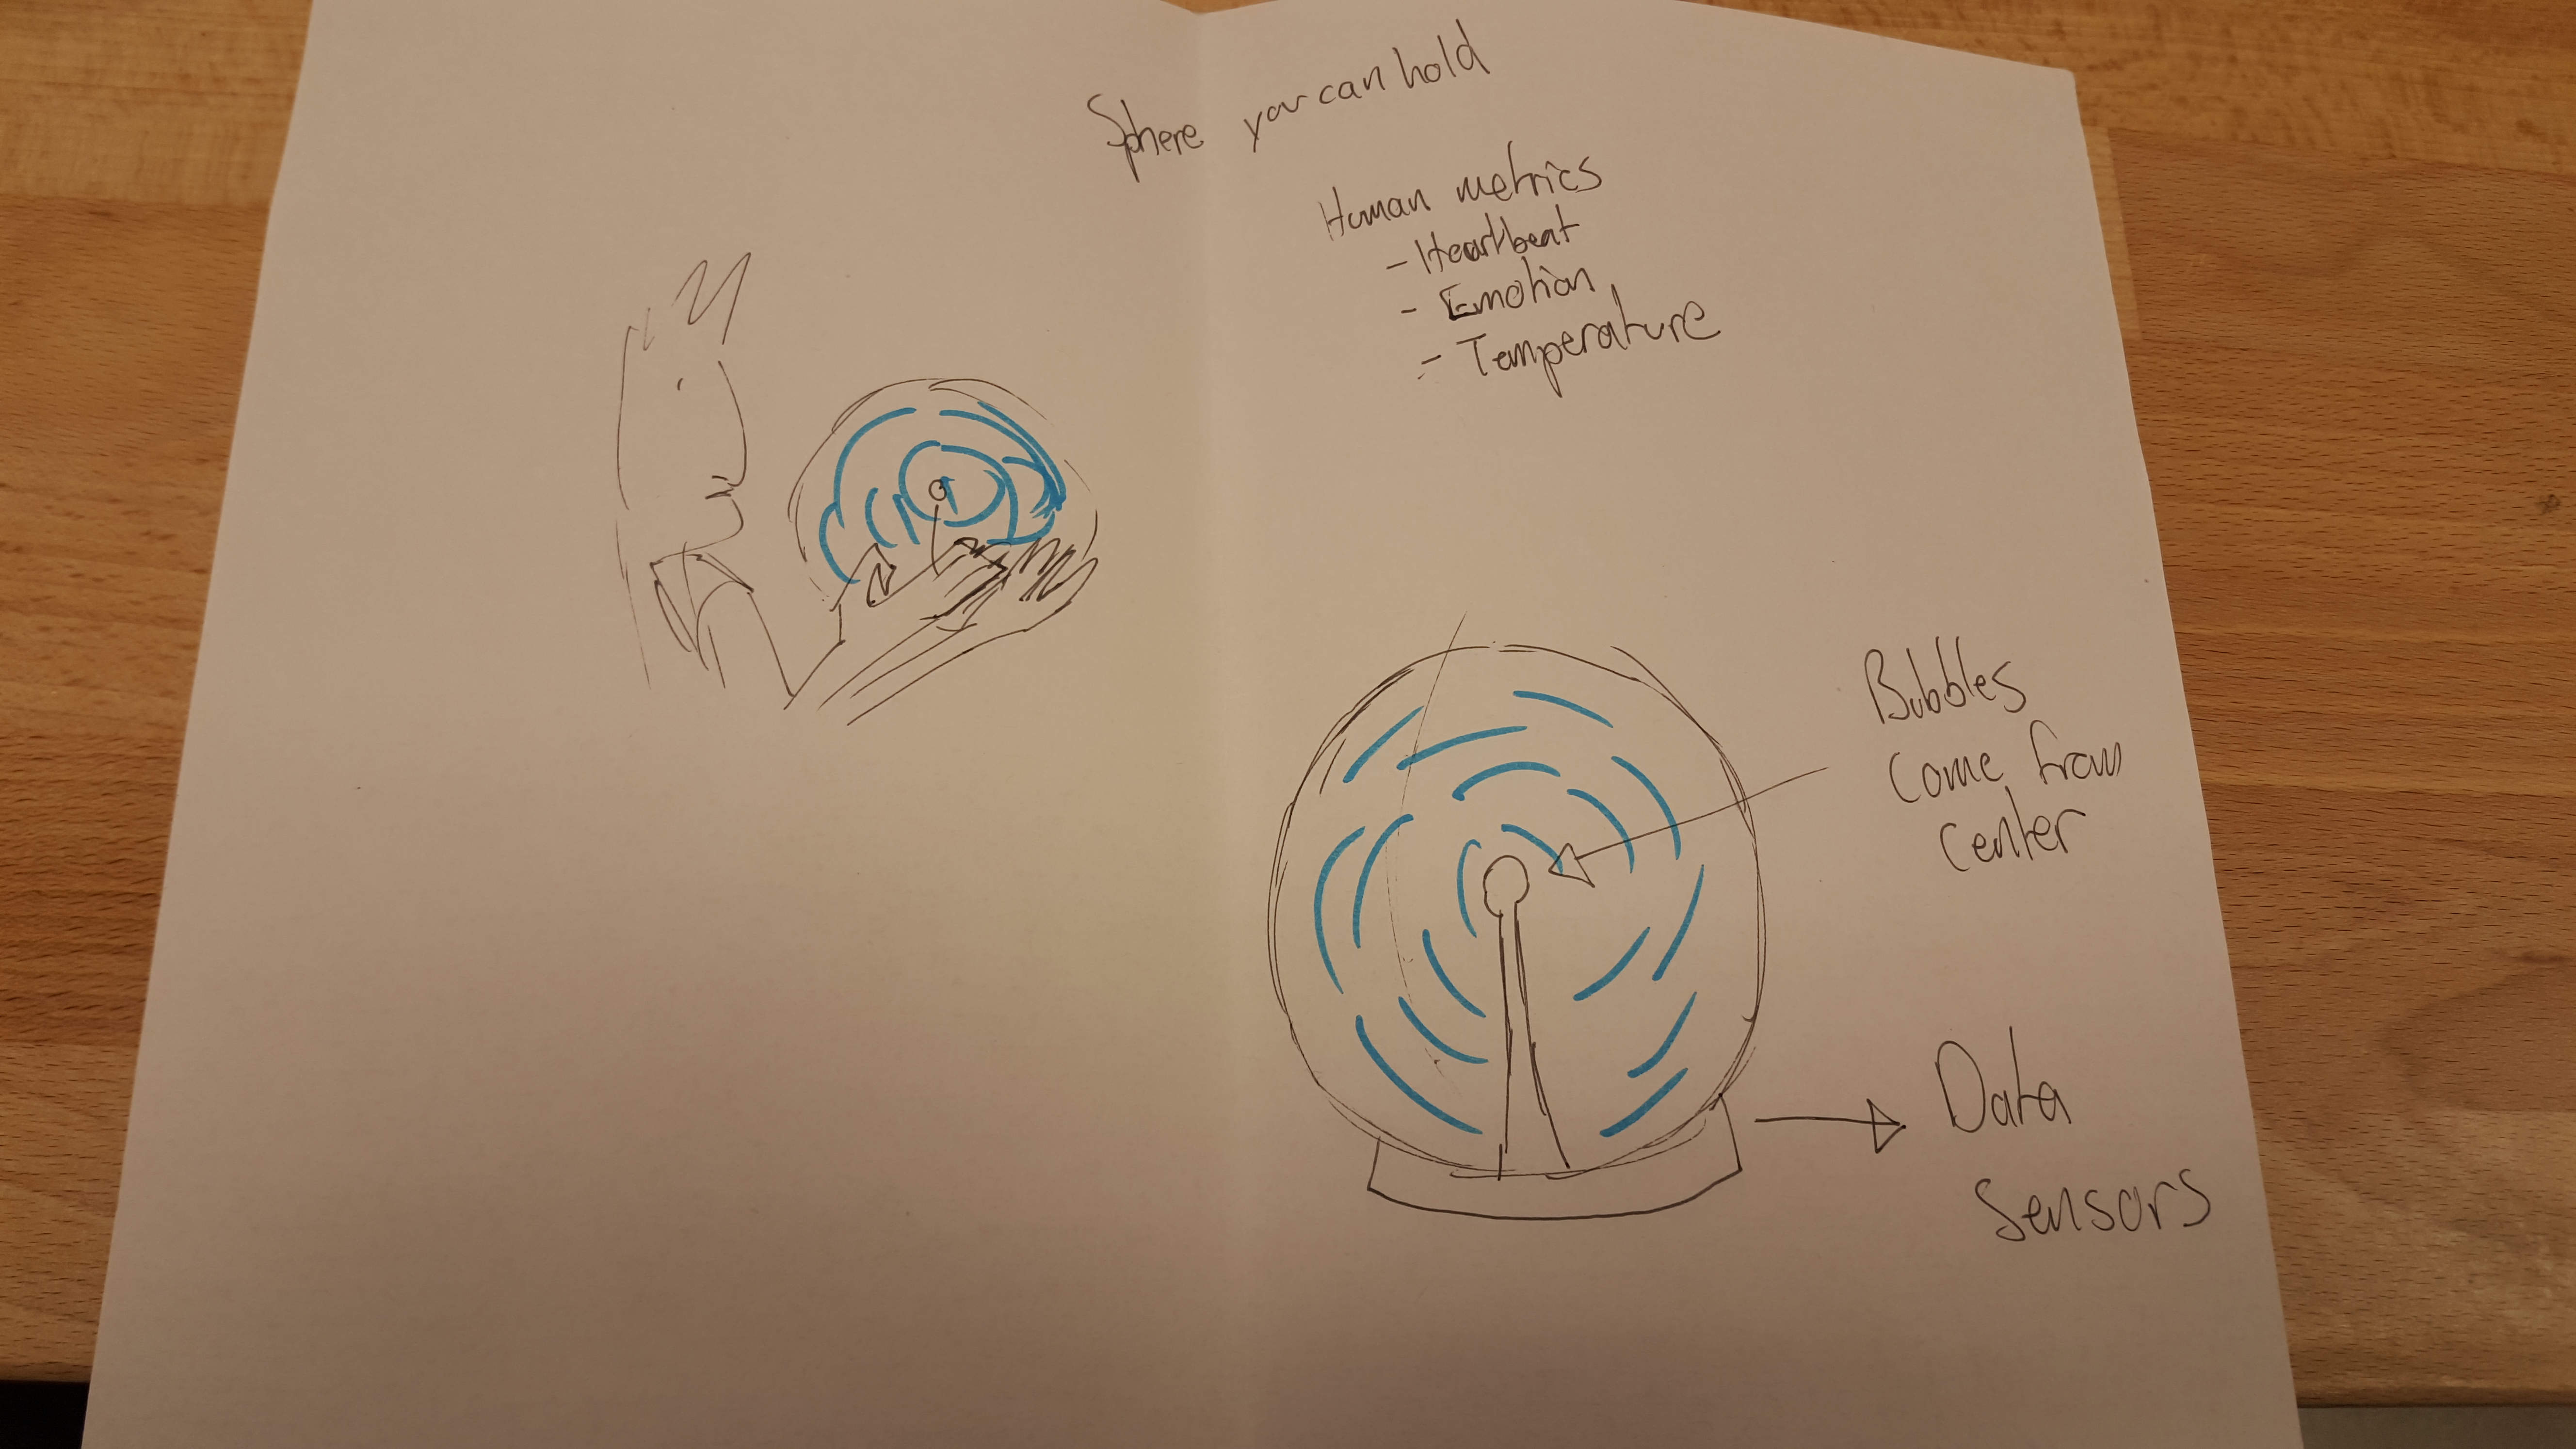 Sphere you can hold
Human metrics
- Heartbeat
- Emotion
- Temperature
Bubbles
Come from
Center
Data
Sensors